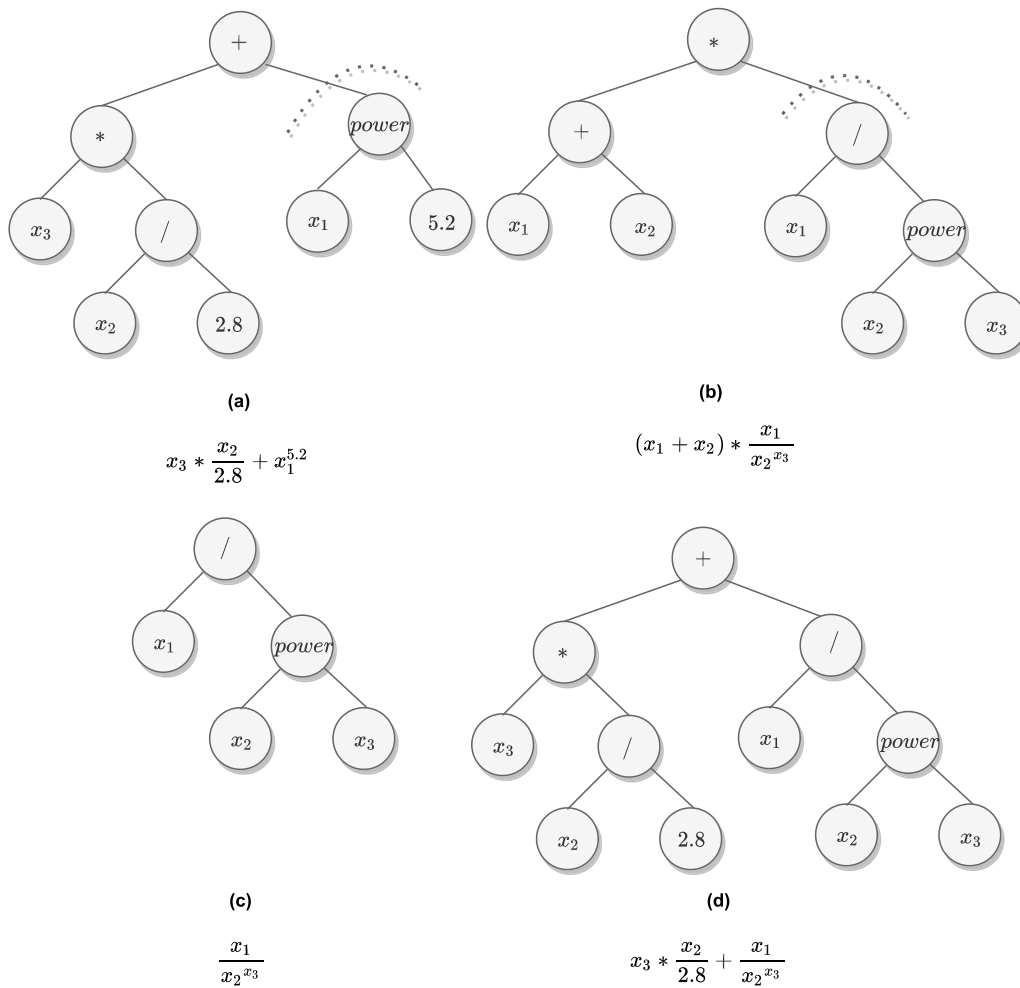 +
*
power
*
+
/
x₃
/
x₁
5.2
x₁
x₂
x₁
power
x₂
2.8
x₂
x₃
(a)
(b)
x₃ * x₂/2.8 + x₁^5.2
(x₁ + x₂) * x₁/x₂^x₃
/
+
x₁
power
*
/
x₂
x₃
x₃
/
x₁
power
x₂
2.8
x₂
x₃
(c)
(d)
x₁/x₂^x₃
x₃ * x₂/2.8 + x₁/x₂^x₃